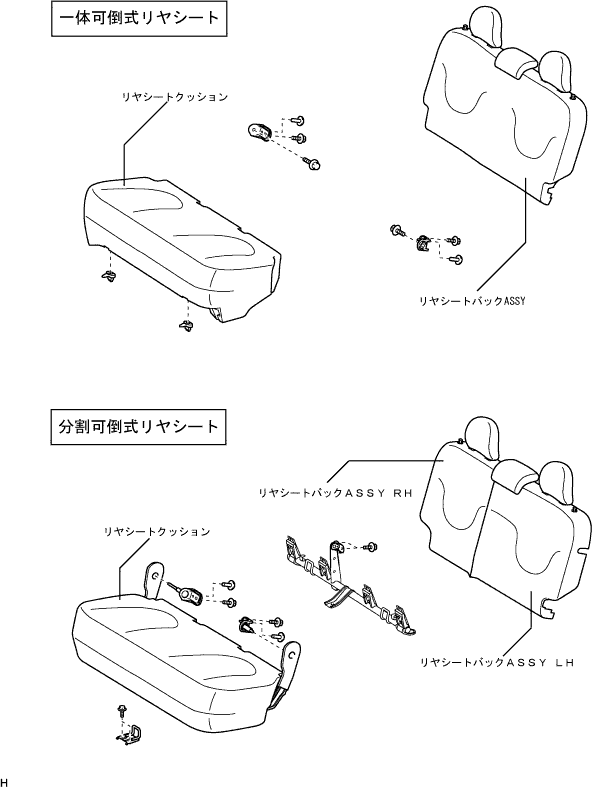 一体可倒式リヤシート
リヤシートクッション
リヤシートバックASSY
分割可倒式リヤシート
リヤシートバックＡＳＳＹ ＲＨ
リヤシートクッション
リヤシートバックＡＳＳＹ ＬＨ
H